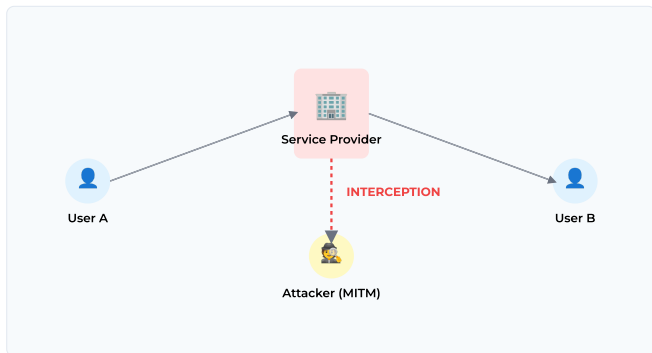 Service Provider
INTERCEPTION
User A
User B
Attacker (MITM)